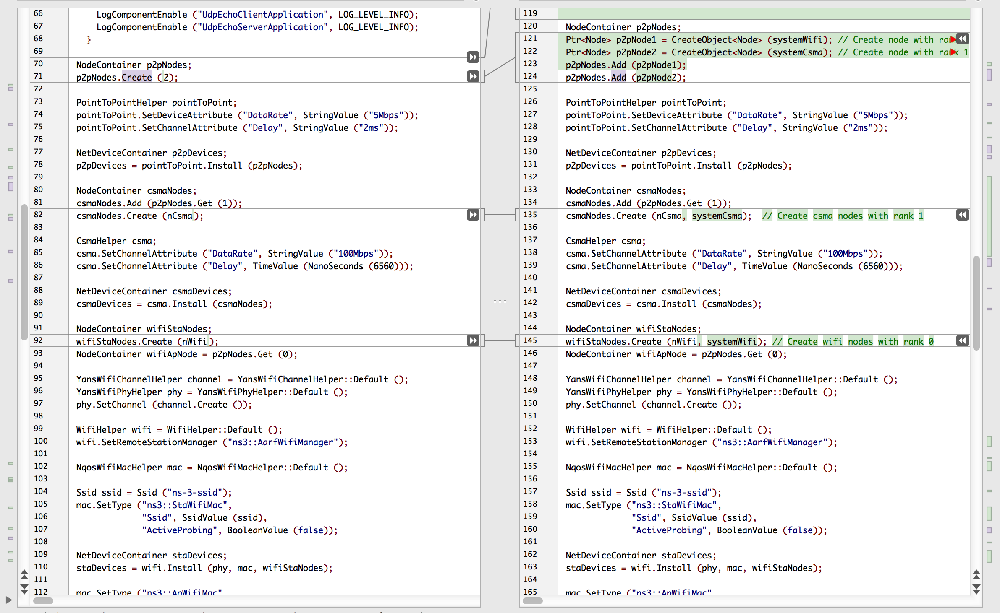 66 LogComponentEnable ("UdpEchoClientApplication", LOG_LEVEL_INFO);
67 LogComponentEnable ("UdpEchoServerApplication", LOG_LEVEL_INFO);
68 }
69
70 NodeContainer p2pNodes;
71 p2pNodes.Create (2);
72
73 PointToPointHelper pointToPoint;
74 pointToPoint.SetDeviceAttribute ("DataRate", StringValue ("5Mbps"));
75 pointToPoint.SetChannelAttribute ("Delay", StringValue ("2ms"));
76
77 NetDeviceContainer p2pDevices;
78 p2pDevices = pointToPoint.Install (p2pNodes);
79
80 NodeContainer csmaNodes;
81 csmaNodes.Add (p2pNodes.Get (1));
82 csmaNodes.Create (nCsma);
83
84 CsmaHelper csma;
85 csma.SetChannelAttribute ("DataRate", StringValue ("100Mbps"));
86 csma.SetChannelAttribute ("Delay", TimeValue (NanoSeconds (6560)));
87
88 NetDeviceContainer csmaDevices;
89 csmaDevices = csma.Install (csmaNodes);
90
91 NodeContainer wifiStaNodes;
92 wifiStaNodes.Create (nWifi);
93 NodeContainer wifiApNode = p2pNodes.Get (0);
94
95 YansWifiChannelHelper channel = YansWifiChannelHelper::Default ();
96 YansWifiPhyHelper phy = YansWifiPhyHelper::Default ();
97 phy.SetChannel (channel.Create ());
98
99 WifiHelper wifi = WifiHelper::Default ();
100 wifi.SetRemoteStationManager ("ns3::AarfWifiManager");
101
102 NqosWifiMacHelper mac = NqosWifiMacHelper::Default ();
103
104 Ssid ssid = Ssid ("ns-3-ssid");
105 mac.SetType ("ns3::StaWifiMac",
106 "Ssid", SsidValue (ssid),
107 "ActiveProbing", BooleanValue (false));
108
109 NetDeviceContainer staDevices;
110 staDevices = wifi.Install (phy, mac, wifiStaNodes);
111
112 mac.SetType ("ns3::ApWifiMac"
119
120 NodeContainer p2pNodes;
121 Ptr<Node> p2pNode1 = CreateObject<Node> (systemWifi); // Create node with rank
122 Ptr<Node> p2pNode2 = CreateObject<Node> (systemCsma); // Create node with rank 1
123 p2pNodes.Add (p2pNode1);
124 p2pNodes.Add (p2pNode2);
125
126 PointToPointHelper pointToPoint;
127 pointToPoint.SetDeviceAttribute ("DataRate", StringValue ("5Mbps"));
128 pointToPoint.SetChannelAttribute ("Delay", StringValue ("2ms"));
129
130 NetDeviceContainer p2pDevices;
131 p2pDevices = pointToPoint.Install (p2pNodes);
132
133 NodeContainer csmaNodes;
134 csmaNodes.Add (p2pNodes.Get (1));
135 csmaNodes.Create (nCsma, systemCsma); // Create csma nodes with rank 1
136
137 CsmaHelper csma;
138 csma.SetChannelAttribute ("DataRate", StringValue ("100Mbps"));
139 csma.SetChannelAttribute ("Delay", TimeValue (NanoSeconds (6560)));
140
141 NetDeviceContainer csmaDevices;
142 csmaDevices = csma.Install (csmaNodes);
143
144 NodeContainer wifiStaNodes;
145 wifiStaNodes.Create (nWifi, systemWifi); // Create wifi nodes with rank 0
146 NodeContainer wifiApNode = p2pNodes.Get (0);
147
148 YansWifiChannelHelper channel = YansWifiChannelHelper::Default ();
149 YansWifiPhyHelper phy = YansWifiPhyHelper::Default ();
150 phy.SetChannel (channel.Create ());
151
152 WifiHelper wifi = WifiHelper::Default ();
153 wifi.SetRemoteStationManager ("ns3::AarfWifiManager");
154
155 NqosWifiMacHelper mac = NqosWifiMacHelper::Default ();
156
157 Ssid ssid = Ssid ("ns-3-ssid");
158 mac.SetType ("ns3::StaWifiMac",
159 "Ssid", SsidValue (ssid),
160 "ActiveProbing", BooleanValue (false));
161
162 NetDeviceContainer staDevices;
163 staDevices = wifi.Install (phy, mac, wifiStaNodes);
164
165 mac.SetType ("ns3::ApWifiMac"